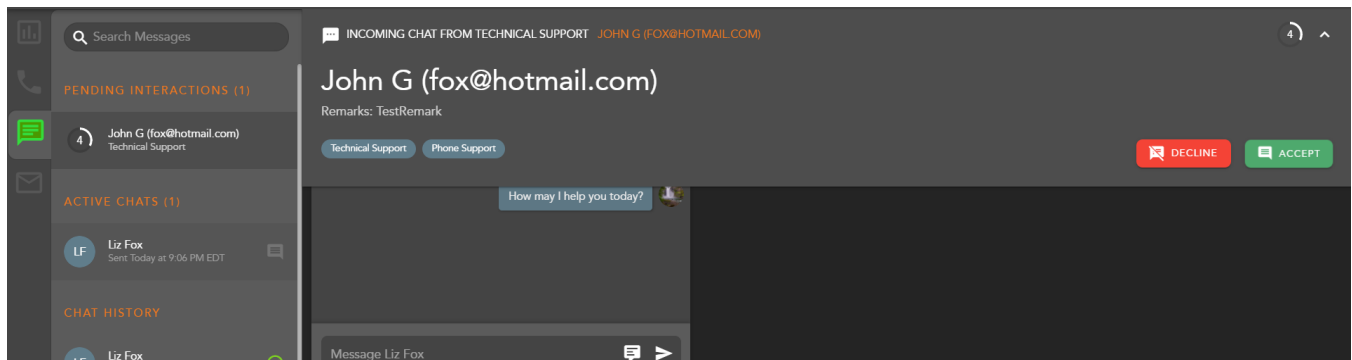 Search Messages
PENDING INTERACTIONS (1)
4
John G (fox@hotmail.com)
Technical Support
ACTIVE CHATS (1)
LF
Liz Fox
Sent Today at 9:06 PM EDT
CHAT HISTORY
LF
Liz Fox
INCOMING CHAT FROM TECHNICAL SUPPORT JOHN G (FOX@HOTMAIL.COM)
4
John G (fox@hotmail.com)
Remarks: TestRemark
Technical Support
Phone Support
DECLINE
ACCEPT
How may I help you today?
Message Liz Fox